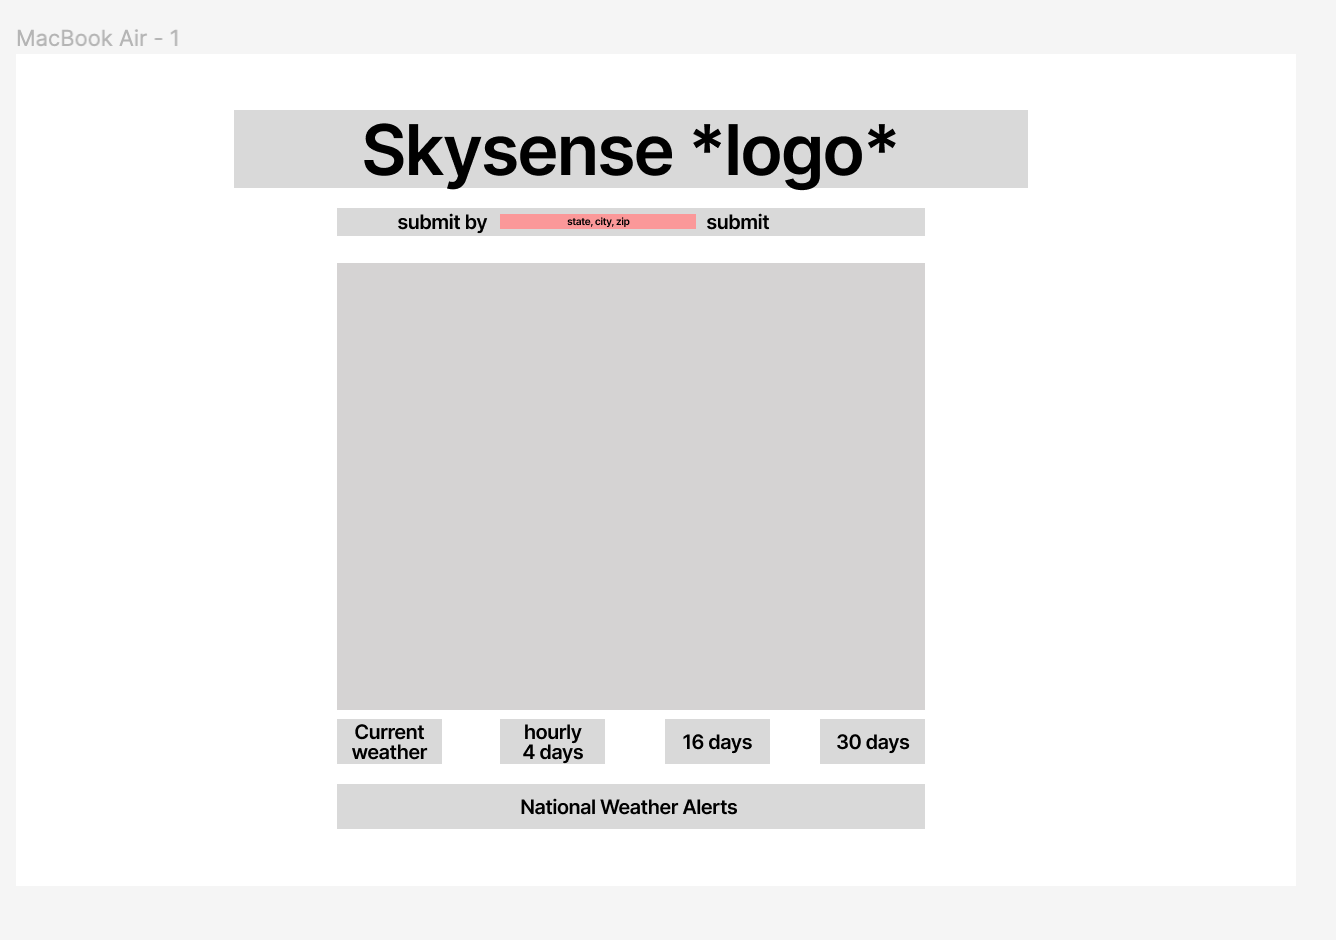 MacBook Air - 1
Skysense *logo*
submit by state, city, zip submit
Current
weather
hourly
4 days
16 days
30 days
National Weather Alerts